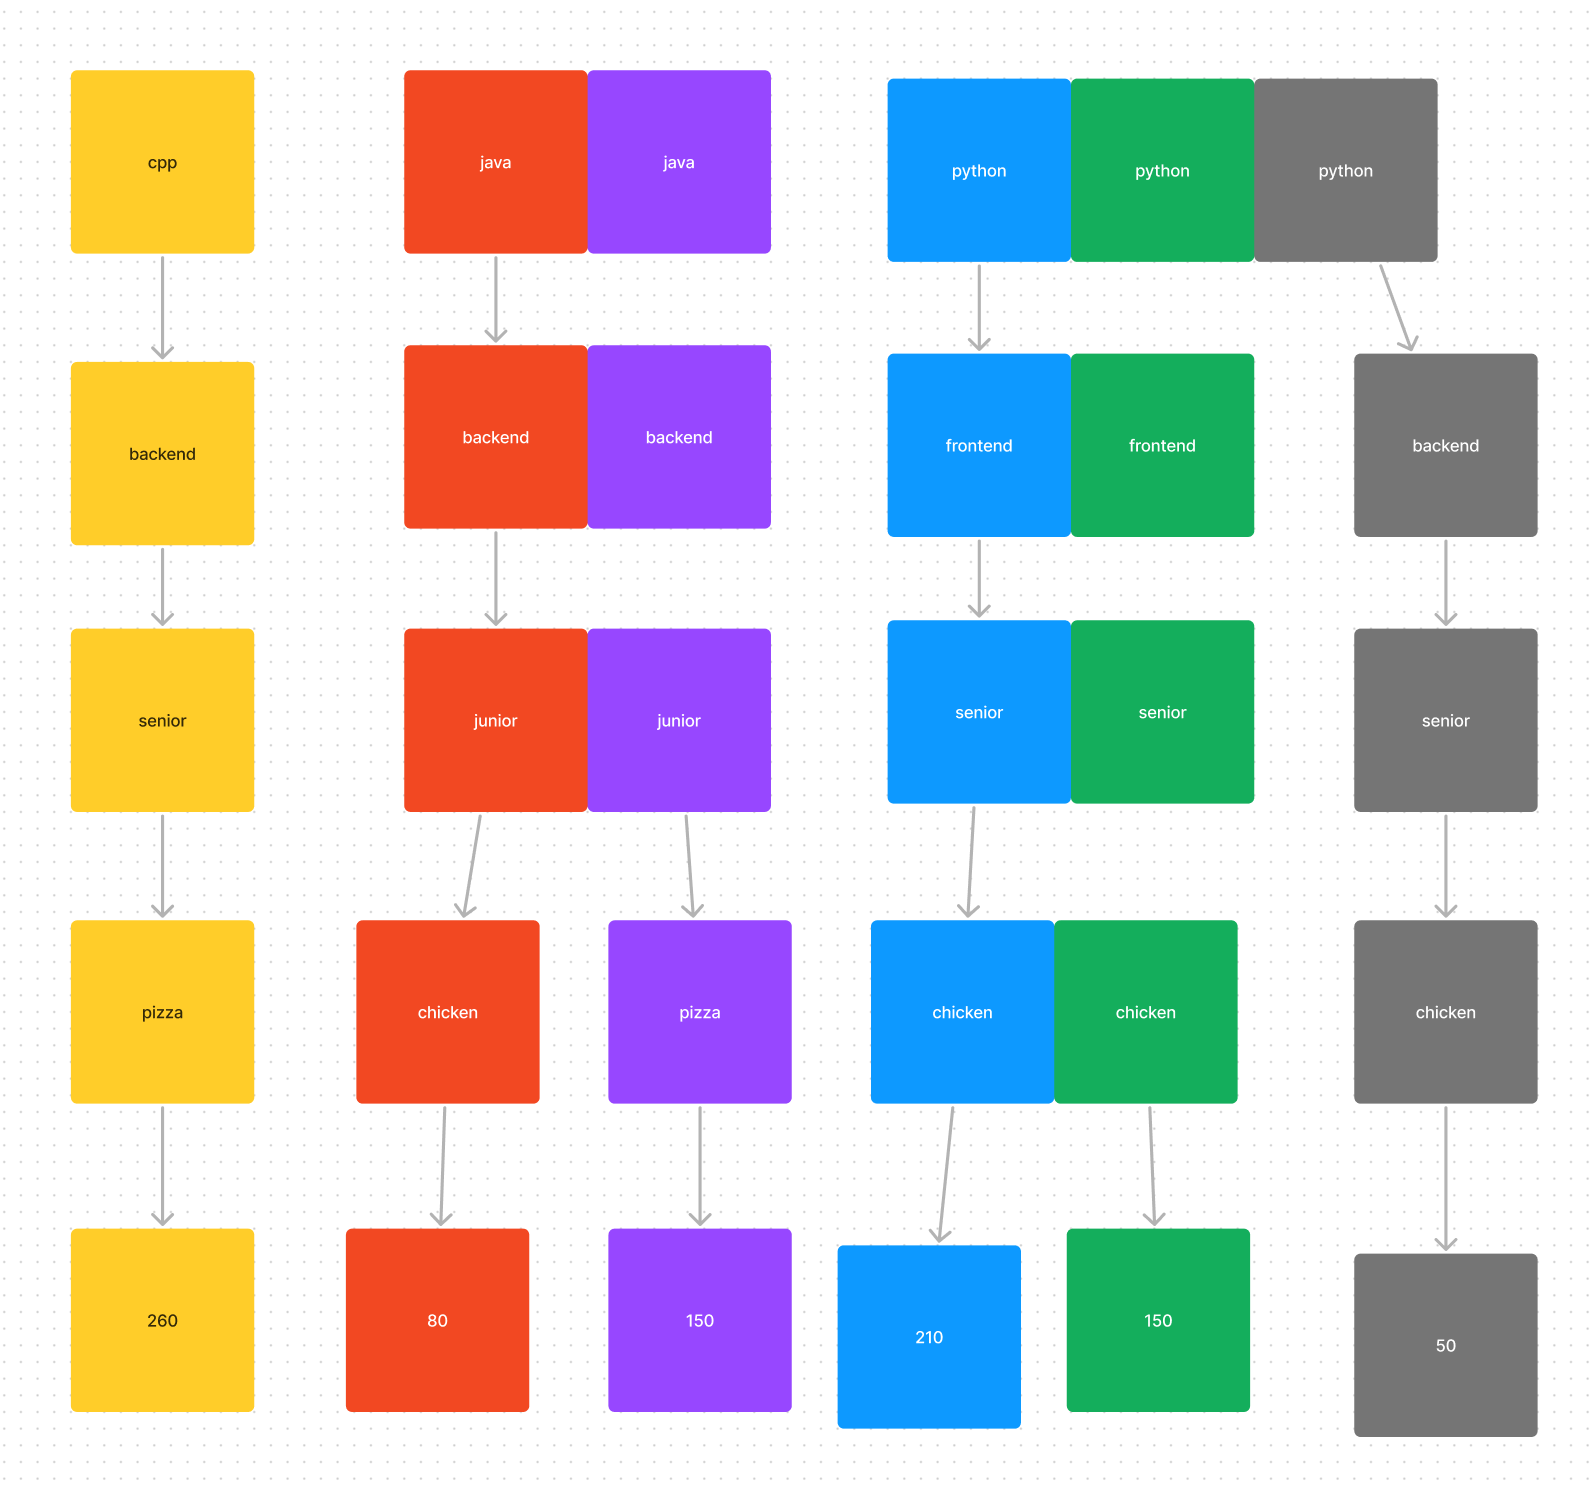 cpp
java
java
python
python
python
backend
backend
backend
frontend
frontend
backend
senior
junior
junior
senior
senior
senior
pizza
chicken
pizza
chicken
chicken
chicken
260
80
150
210
150
50